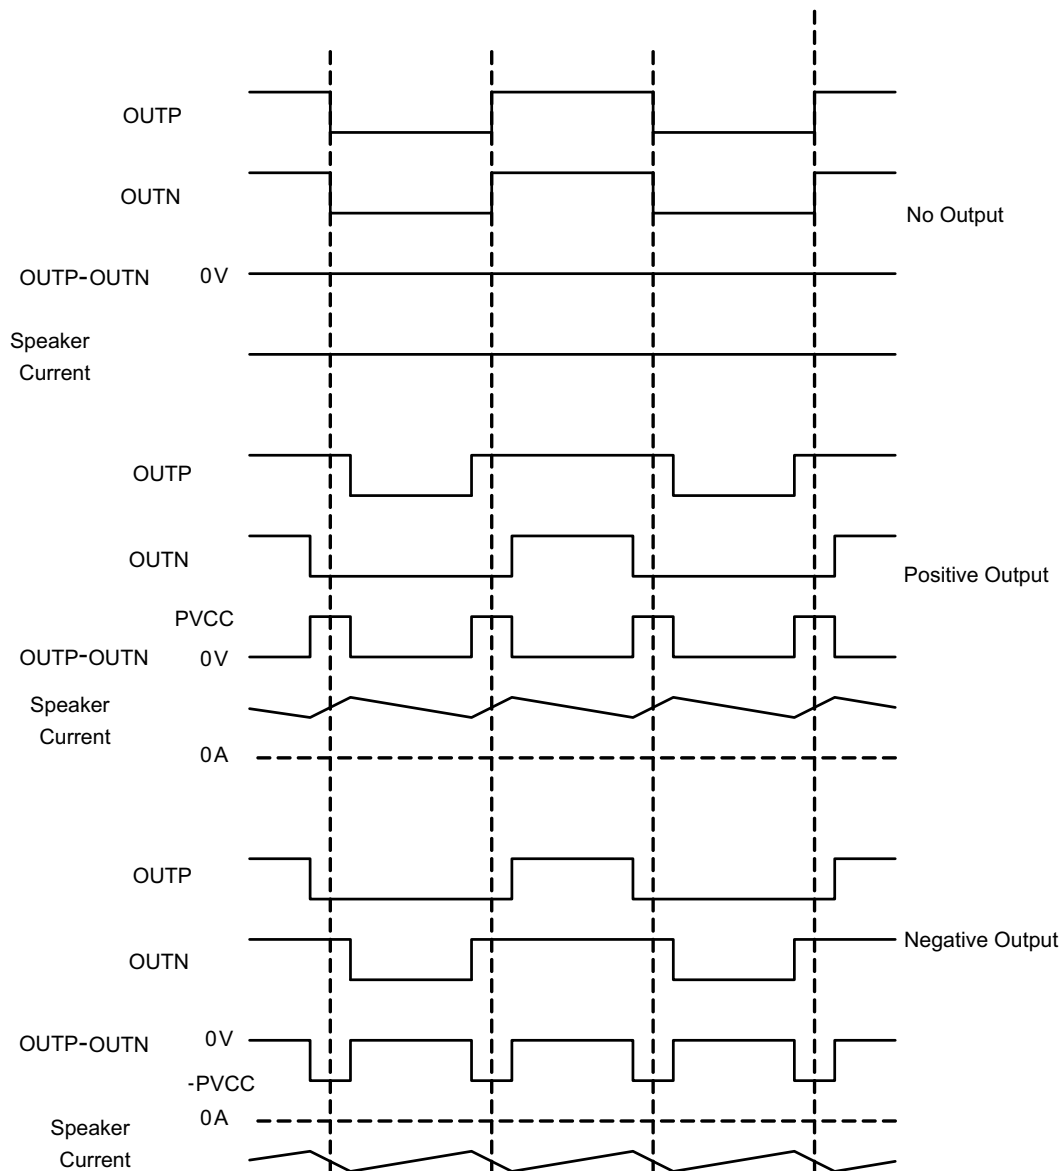 OUTP
OUTN
No Output
OUTP-OUTN 0V
Speaker
Current
OUTP
OUTN
Positive Output
PVCC
OUTP-OUTN 0V
Speaker
Current
0A
OUTP
Negative Output
OUTN
OUTP-OUTN 0V
-PVCC
0A
Speaker
Current